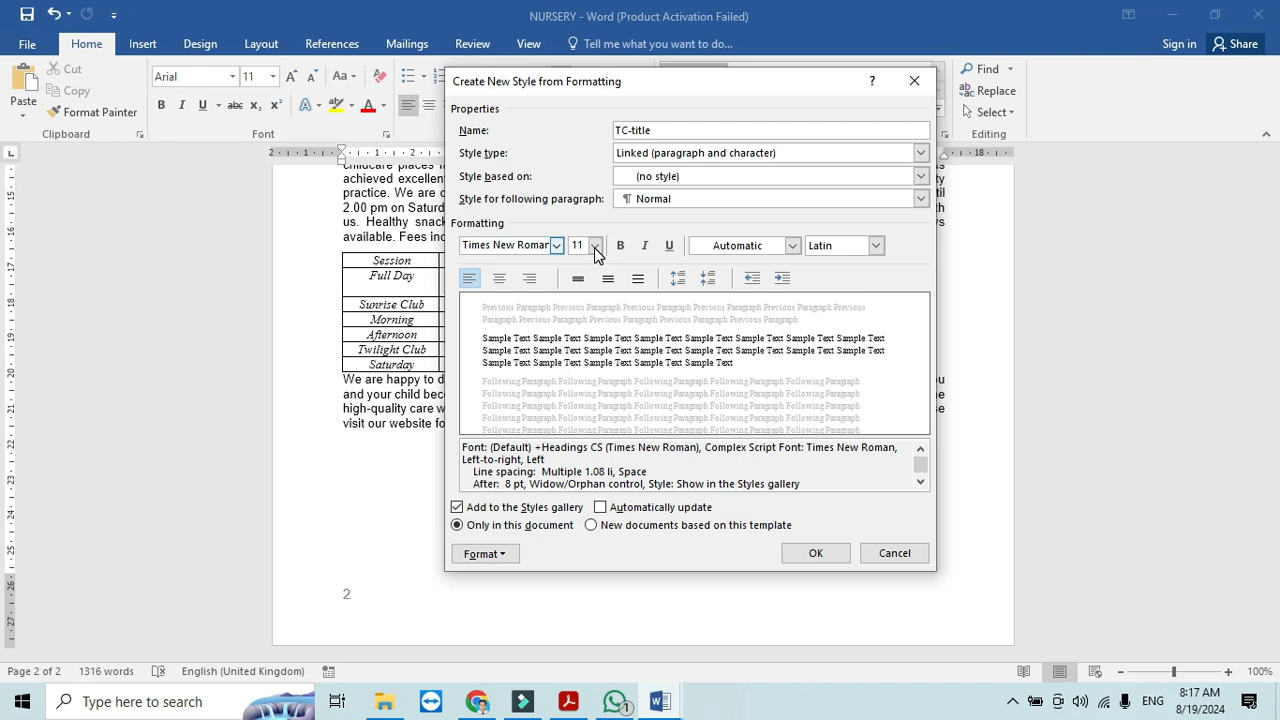 NURSERY - Word (Product Activation Failed)
File Home Insert Design Layout References Mailings Review Tell me what you want to do... Sign in Share
Paste
Cut
Copy
Format Painter
Clipboard
Arial 11
Font
Find
Replace
Select
Editing
2 1 1 2 18
achieved excellen
practice. We are o
2.00 pm on Saturda
us. Healthy snac
available. Fees inc
Session
Full Day
Sunrise Club
Morning
Afternoon
Twilight Club
Saturday
We are happy to d
and your child bec
high-quality care w
visit our website fo
2
Create New Style from Formatting ?
Properties
Name: TC-title
Style type: Linked (paragraph and character)
Style based on: (no style)
Style for following paragraph: ¶ Normal
Formatting
Times New Roman 11 B I U Automatic Latin
Previous Paragraph Previous Paragraph Previous Paragraph Previous Paragraph Previous Paragraph Previous
Paragraph Previous Paragraph Previous Paragraph Previous Paragraph Previous Paragraph
Sample Text Sample Text Sample Text Sample Text Sample Text Sample Text Sample Text Sample Text
Sample Text Sample Text Sample Text Sample Text Sample Text Sample Text Sample Text Sample Text
Sample Text Sample Text Sample Text Sample Text Sample Text
Following Paragraph Following Paragraph Following Paragraph Following Paragraph Following Paragraph
Following Paragraph Following Paragraph Following Paragraph Following Paragraph Following Paragraph
Following Paragraph Following Paragraph Following Paragraph Following Paragraph Following Paragraph
Following Paragraph Following Paragraph Following Paragraph Following Paragraph Following Paragraph
Following Paragraph Following Paragraph Following Paragraph Following Paragraph Following Paragraph
Font: (Default) +Headings CS (Times New Roman), Complex Script Font: Times New Roman,
Left-to-right, Left
Line spacing: Multiple 1.08 li, Space
After: 8 pt, Widow/Orphan control, Style: Show in the Styles gallery
Add to the Styles gallery Automatically update
Only in this document New documents based on this template
Format OK Cancel
Page 2 of 2 1316 words English (United Kingdom) 100%
Type here to search
1
ENG
8:17 AM
8/19/2024